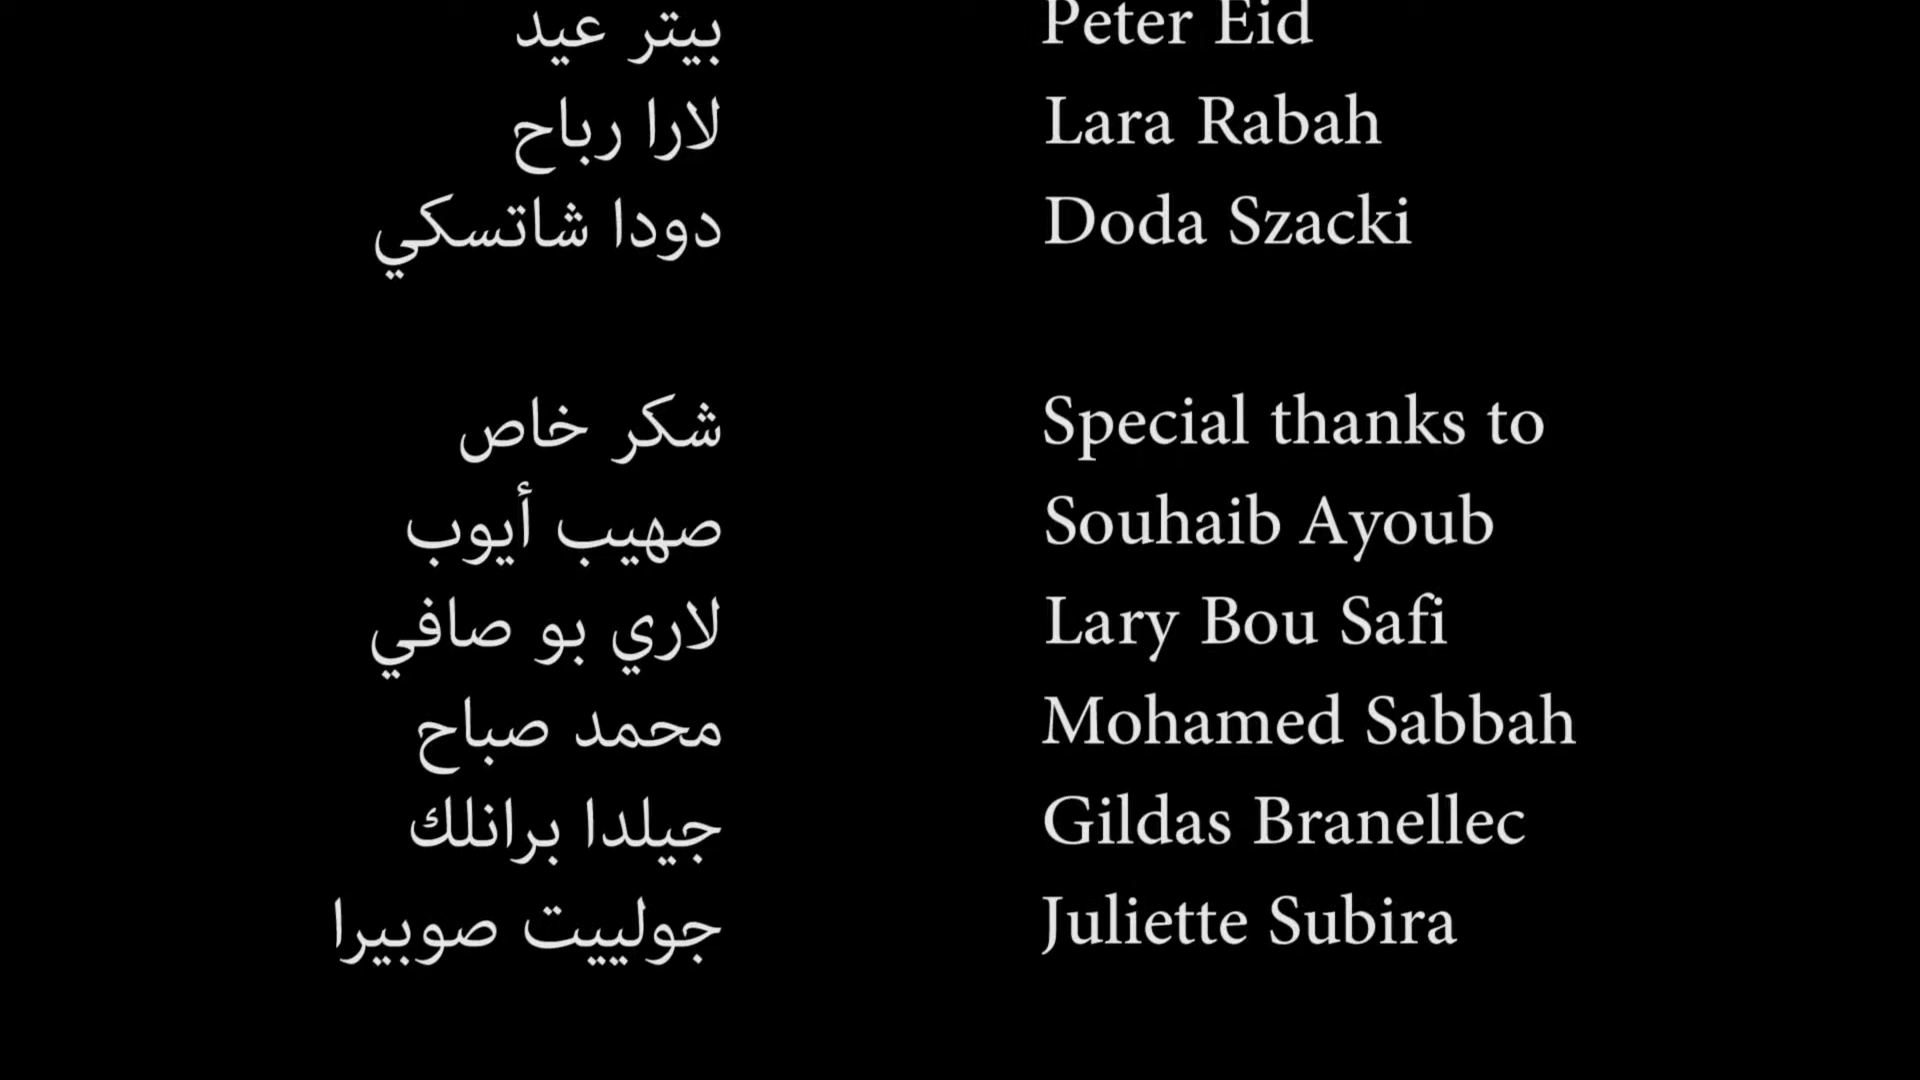 بيتر عيد Peter Eid
لارا رباح Lara Rabah
دودا شاتسكي Doda Szacki
شكر خاص Special thanks to
صهيب أيوب Souhaib Ayoub
لاري بو صافي Lary Bou Safi
محمد صباح Mohamed Sabbah
جيلدا برانلك Gildas Branellec
جولييت صوبيرا Juliette Subira